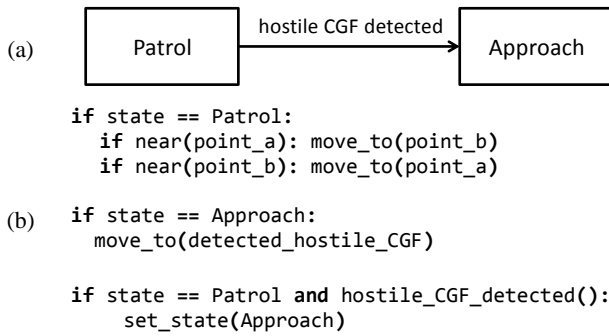 hostile CGF detected
(a) Patrol Approach
if state == Patrol:
if near(point_a): move_to(point_b)
if near(point_b): move_to(point_a)
(b) if state == Approach:
move_to(detected_hostile_CGF)
if state == Patrol and hostile_CGF_detected():
set_state(Approach)